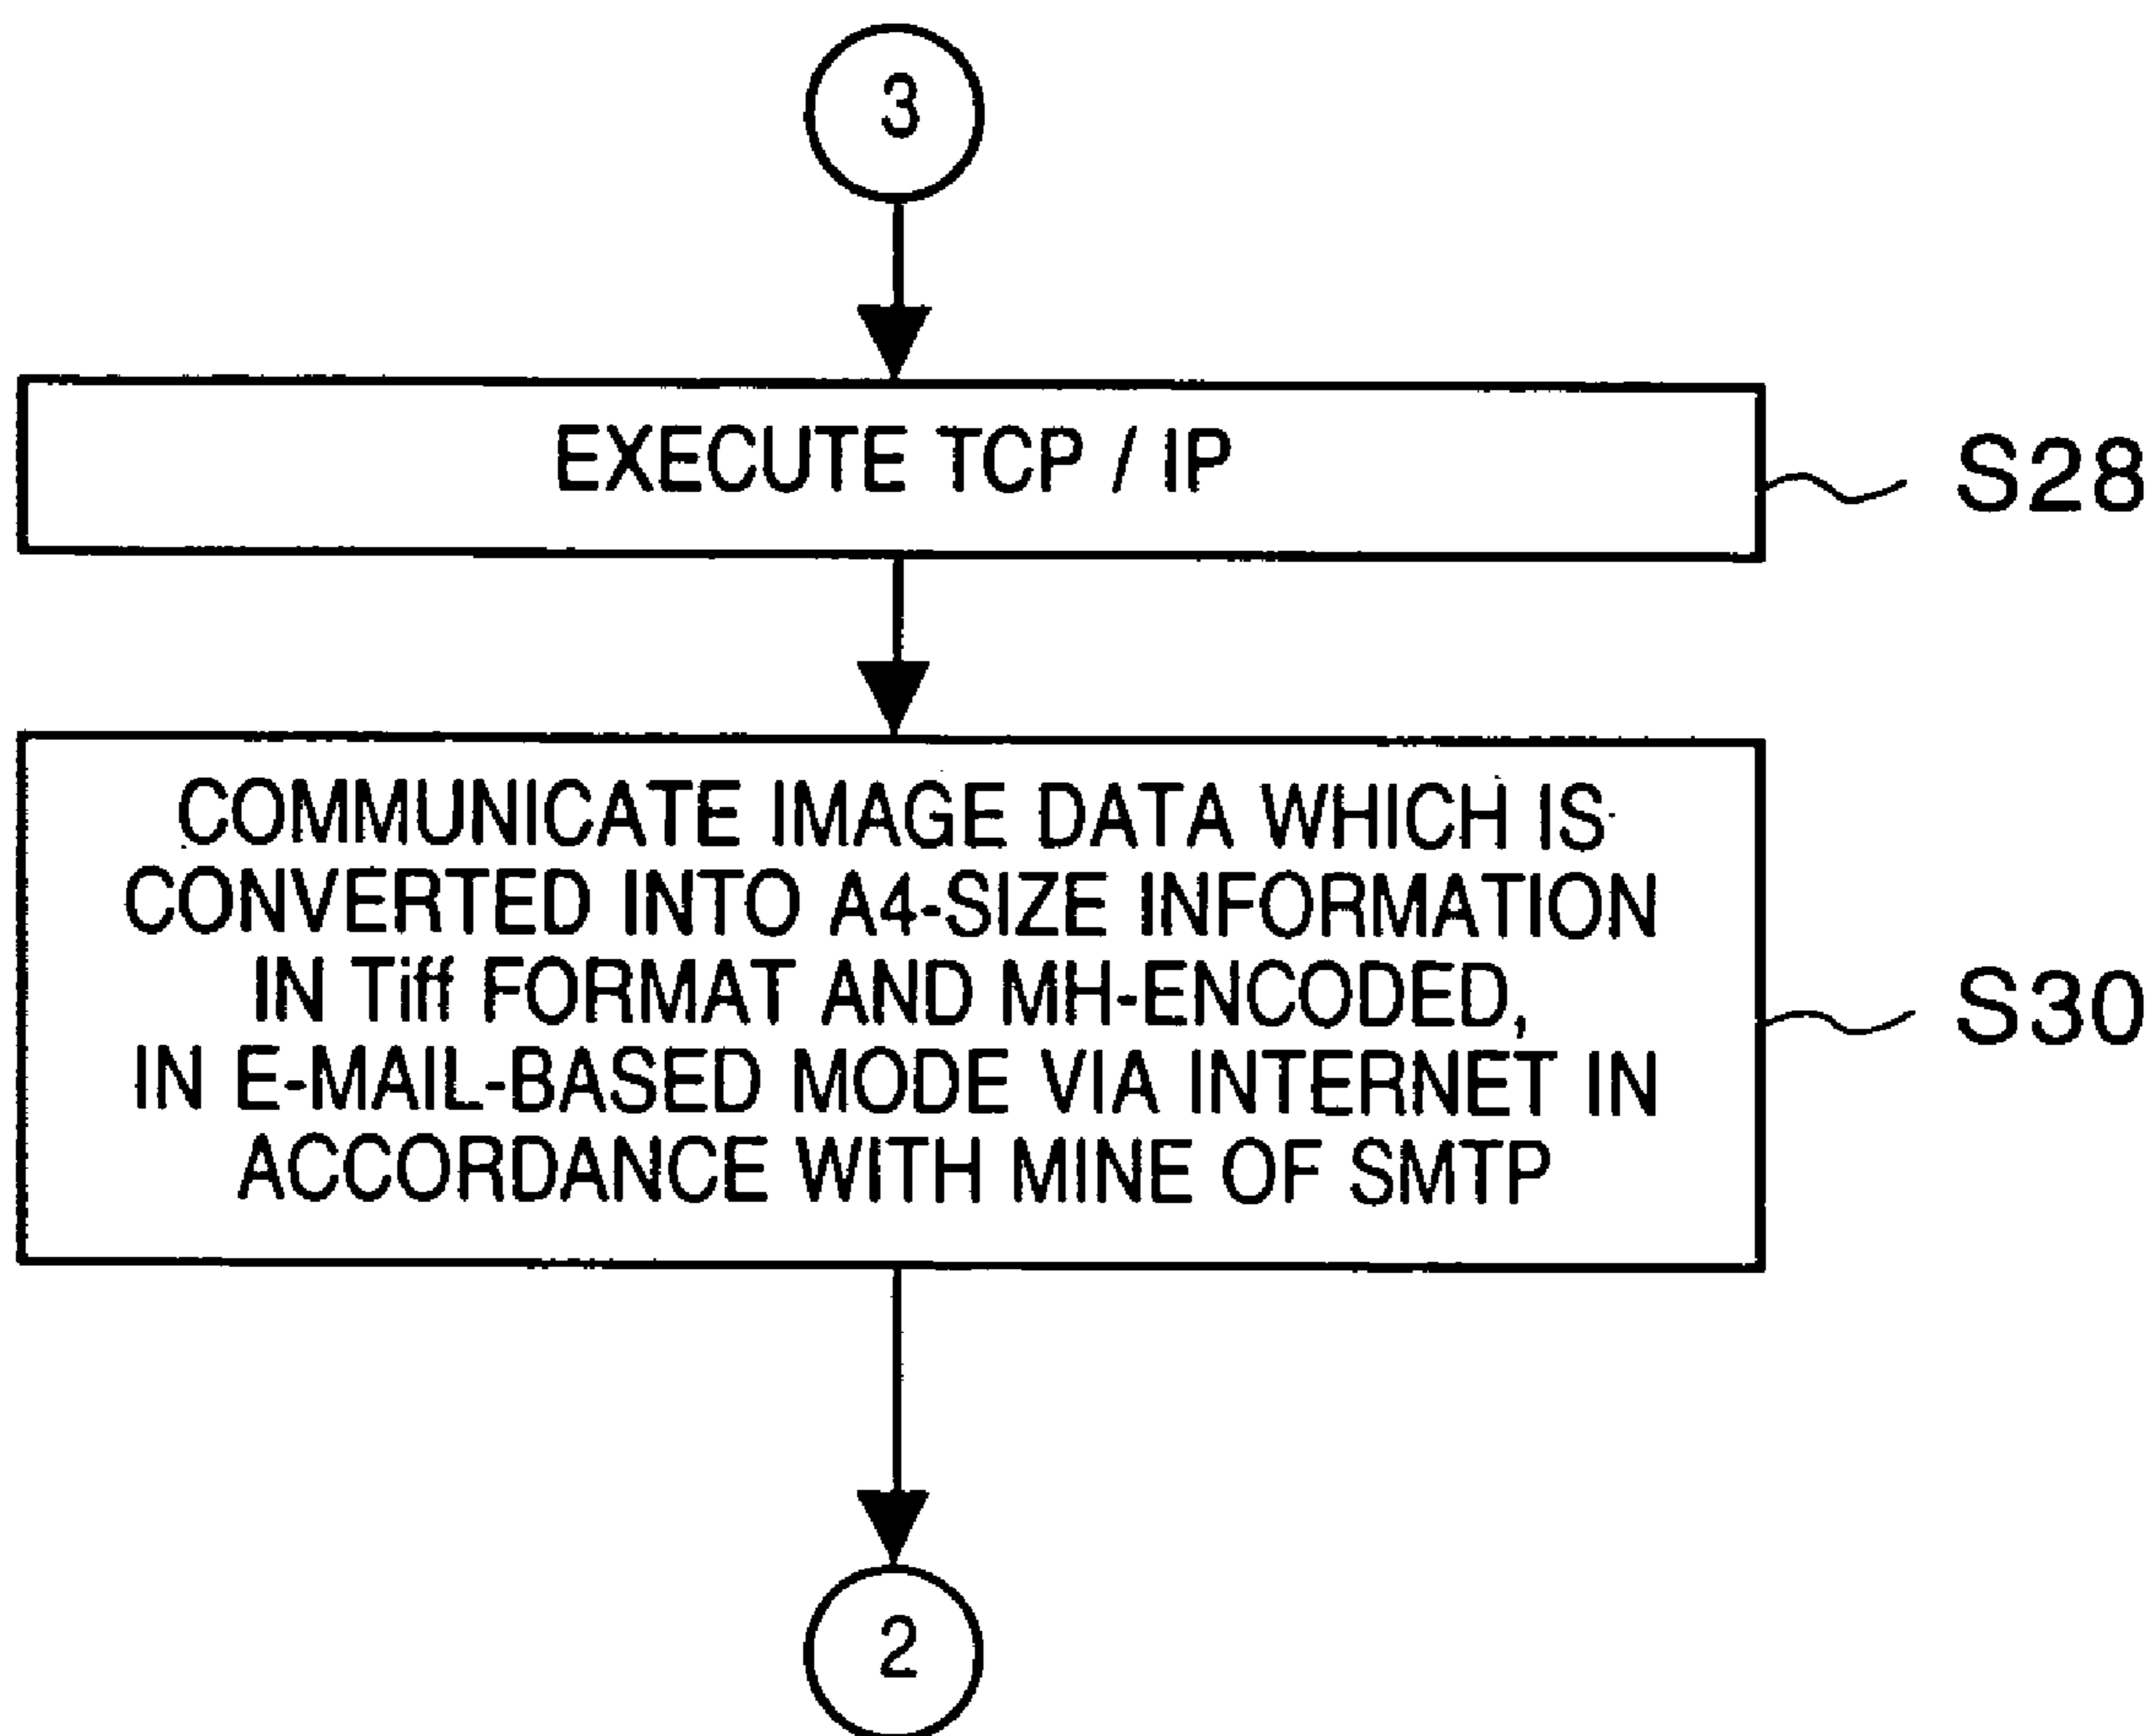 3
EXECUTE TCP / IP
S28
COMMUNICATE IMAGE DATA WHICH IS
CONVERTED INTO A4-SIZE INFORMATION
IN Tiff FORMAT AND MH-ENCODED,
IN E-MAIL-BASED MODE VIA INTERNET IN
ACCORDANCE WITH MINE OF SMTP
S30
2